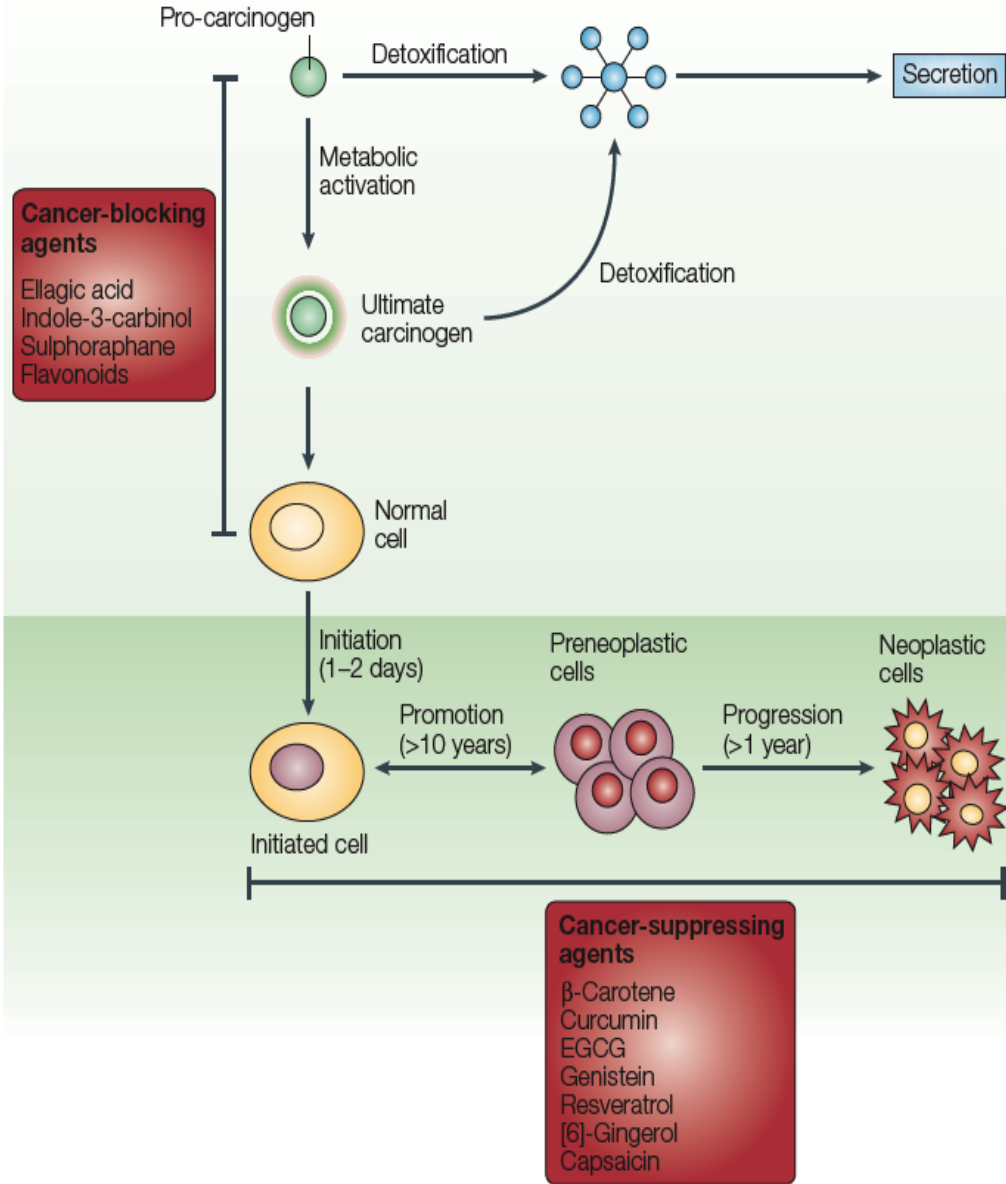 Pro-carcinogen
Detoxification
Secretion
Metabolic
activation
Cancer-blocking
agents
Ellagic acid
Indole-3-carbinol
Sulphoraphane
Flavonoids
Detoxification
Ultimate
carcinogen
Normal
cell
Initiation
(1–2 days)
Preneoplastic
cells
Neoplastic
cells
Promotion
(>10 years)
Progression
(>1 year)
Initiated cell
Cancer-suppressing
agents
β-Carotene
Curcumin
EGCG
Genistein
Resveratrol
[6]-Gingerol
Capsaicin